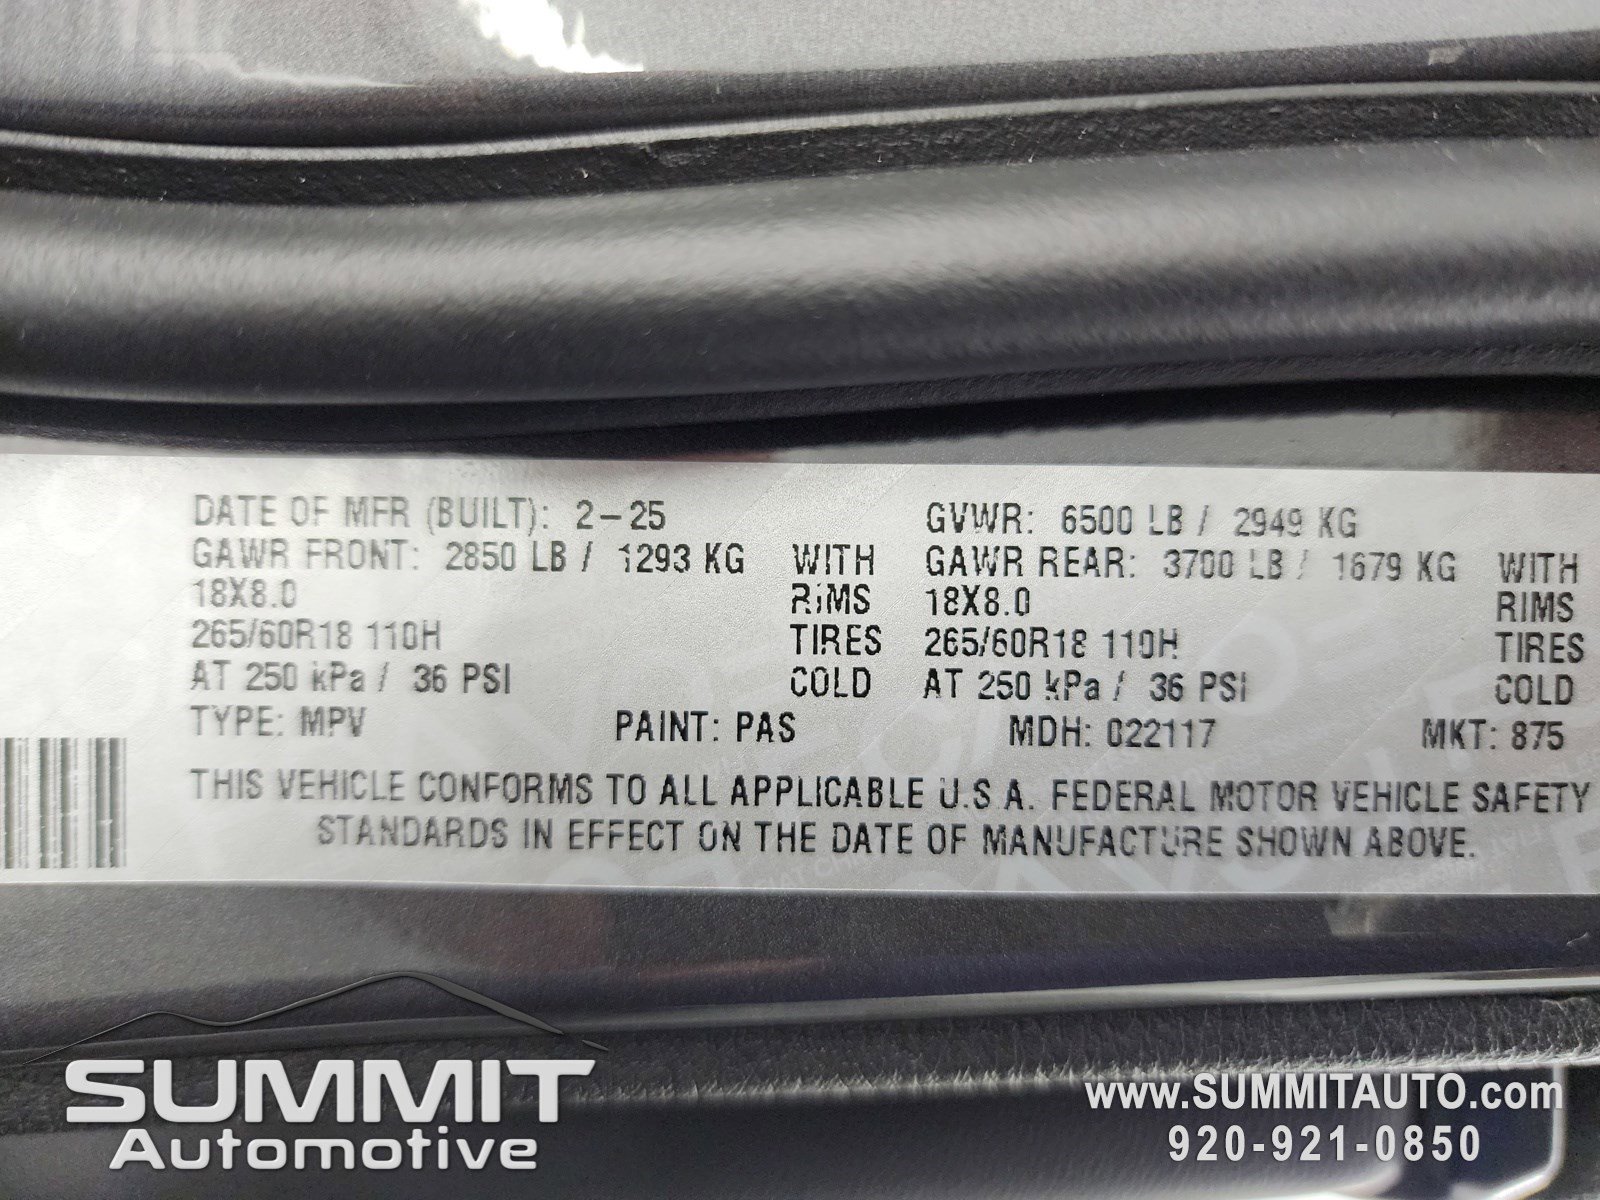 DATE OF MFR (BUILT): 2-25 GVWR: 6500 LB / 2949 KG
GAWR FRONT: 2850 LB / 1293 KG WITH GAWR REAR: 3700 LB / 1679 KG WITH
18X8.0 RIMS 18X8.0 RIMS
265/60R18 110H TIRES 265/60R18 110H TIRES
AT 250 kPa / 36 PSI COLD AT 250 kPa / 36 PSI COLD
TYPE: MPV PAINT: PAS MDH: 022117 MKT: 875
THIS VEHICLE CONFORMS TO ALL APPLICABLE U.S.A. FEDERAL MOTOR VEHICLE SAFETY
STANDARDS IN EFFECT ON THE DATE OF MANUFACTURE SHOWN ABOVE.
SUMMIT
Automotive
www.SUMMITAUTO.com
920-921-0850